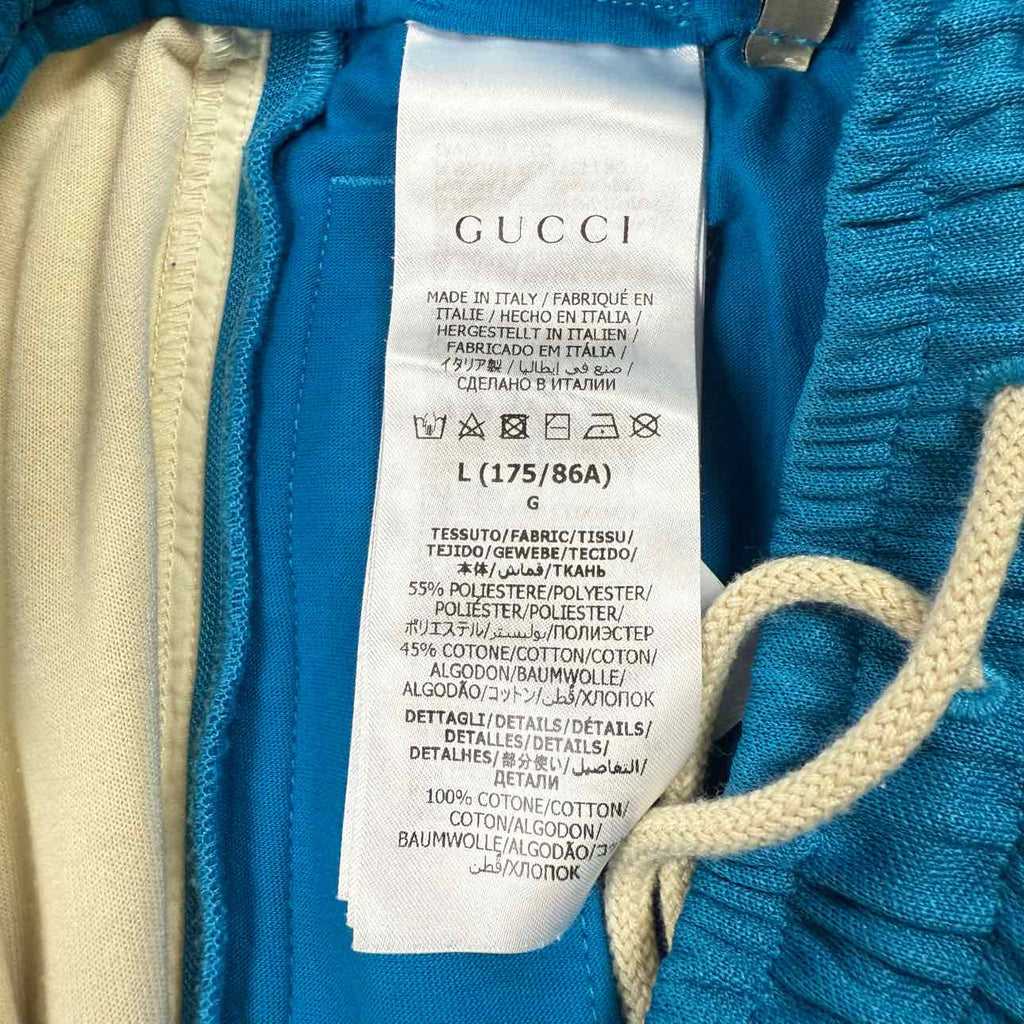 GUCCI
MADE IN ITALY / FABRIQUÉ EN
ITALIE / HECHO EN ITALIA /
HERGESTELLT IN ITALIEN /
FABRICADO EM ITÁLIA /
イタリア製 / صنع في إيطاليا /
СДЕЛАНО В ИТАЛИИ
L (175/86A)
G
TESSUTO/FABRIC/TISSU/
TEJIDO/GEWEBE/TECIDO/
本体/قماش/ТКАНЬ
55% POLIESTERE/POLYESTER/
POLIÉSTER/POLIESTER/
ポリエステル/بوليستر/ПОЛИЭСТЕР
45% COTONE/COTTON/COTON/
ALGODON/BAUMWOLLE/
ALGODÃO/コットン/قطن/ХЛОПОК
DETTAGLI/DETAILS/DÉTAILS/
DETALLES/DETAILS/
DETALHES/部分使い/التفاصيل/
ДЕТАЛИ
100% COTONE/COTTON/
COTON/ALGODON/
BAUMWOLLE/ALGODÃO/
قطن/ХЛОПОК